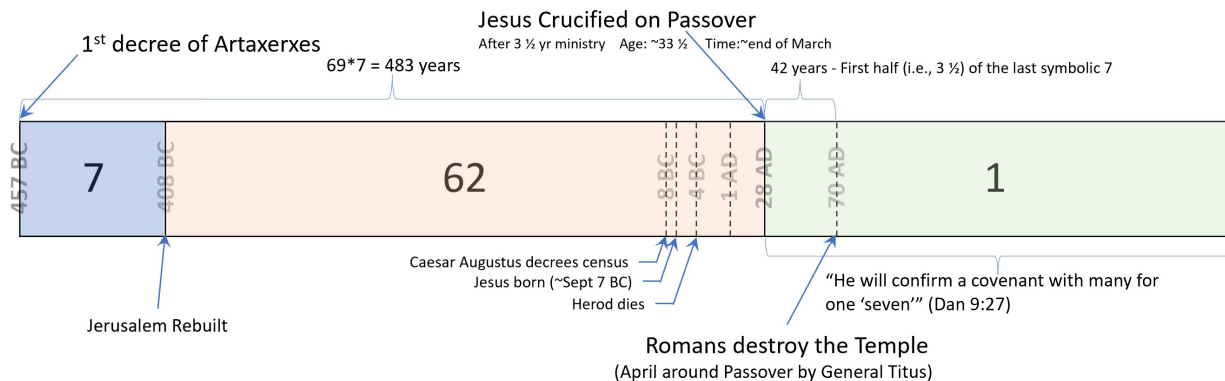 Jesus Crucified on Passover
1st decree of Artaxerxes
After 3 ½ yr ministry Age: ~33 ½ Time:~end of March
69*7 = 483 years
42 years - First half (i.e., 3 ½) of the last symbolic 7
457 BC
7
408 BC
62
8 BC
4 BC
1 AD
28 AD
70 AD
1
Caesar Augustus decrees census
Jesus born (~Sept 7 BC)
Herod dies
“He will confirm a covenant with many for
one ‘seven’” (Dan 9:27)
Jerusalem Rebuilt
Romans destroy the Temple
(April around Passover by General Titus)